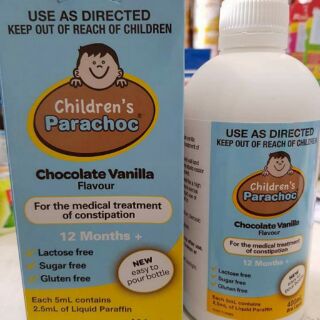 USE AS DIRECTED
KEEP OUT OF REACH OF CHILDREN
Children's
Parachoc
Chocolate Vanilla
Flavour
For the medical treatment
of constipation
12 Months +
Lactose free
Sugar free
Gluten free
NEW
easy to
pour bottle
Each 5mL contains
2.5mL of Liquid Paraffin
USE AS DIRECTED
KEEP OUT OF REACH OF CHILDREN
Children's
Parachoc
Chocolate Vanilla
Flavour
For the medical treatment
of constipation
12 Months +
Lactose free
Sugar free
Gluten free
NEW
easy to
pour bottle
Each 5mL contains
2.5mL of Liquid Paraffin